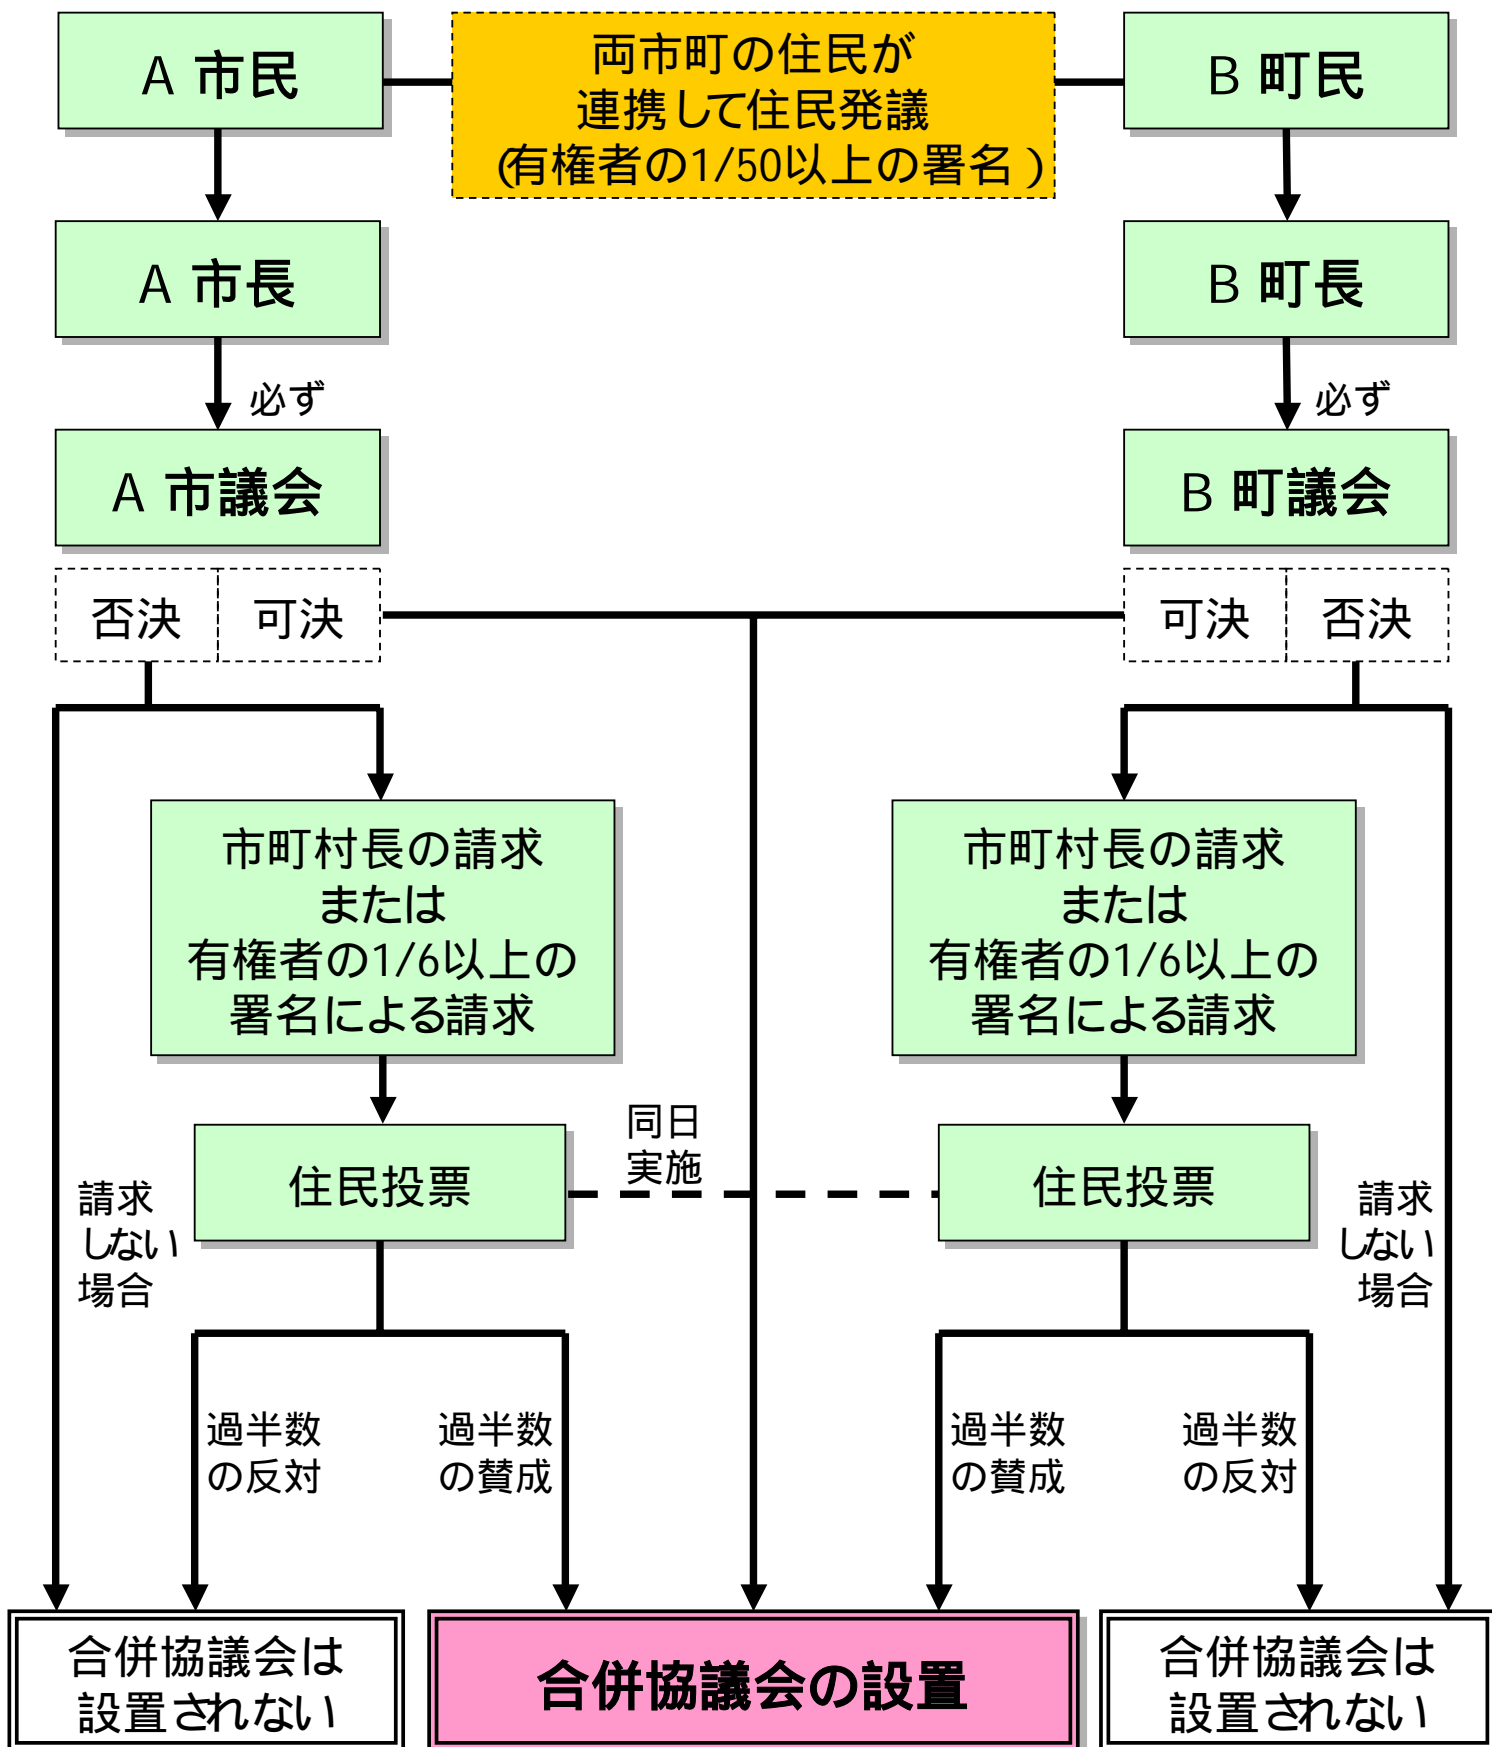 A 市民
両市町の住民が
連携して住民発議
(有権者の1/50以上の署名)
B 町民
A 市長
B 町長
必ず
必ず
A 市議会
B 町議会
否決
可決
可決
否決
市町村長の請求
または
有権者の1/6以上の
署名による請求
市町村長の請求
または
有権者の1/6以上の
署名による請求
同日
実施
住民投票
住民投票
請求
しない
場合
請求
しない
場合
過半数
の反対
過半数
の賛成
過半数
の賛成
過半数
の反対
合併協議会は
設置されない
合併協議会の設置
合併協議会は
設置されない